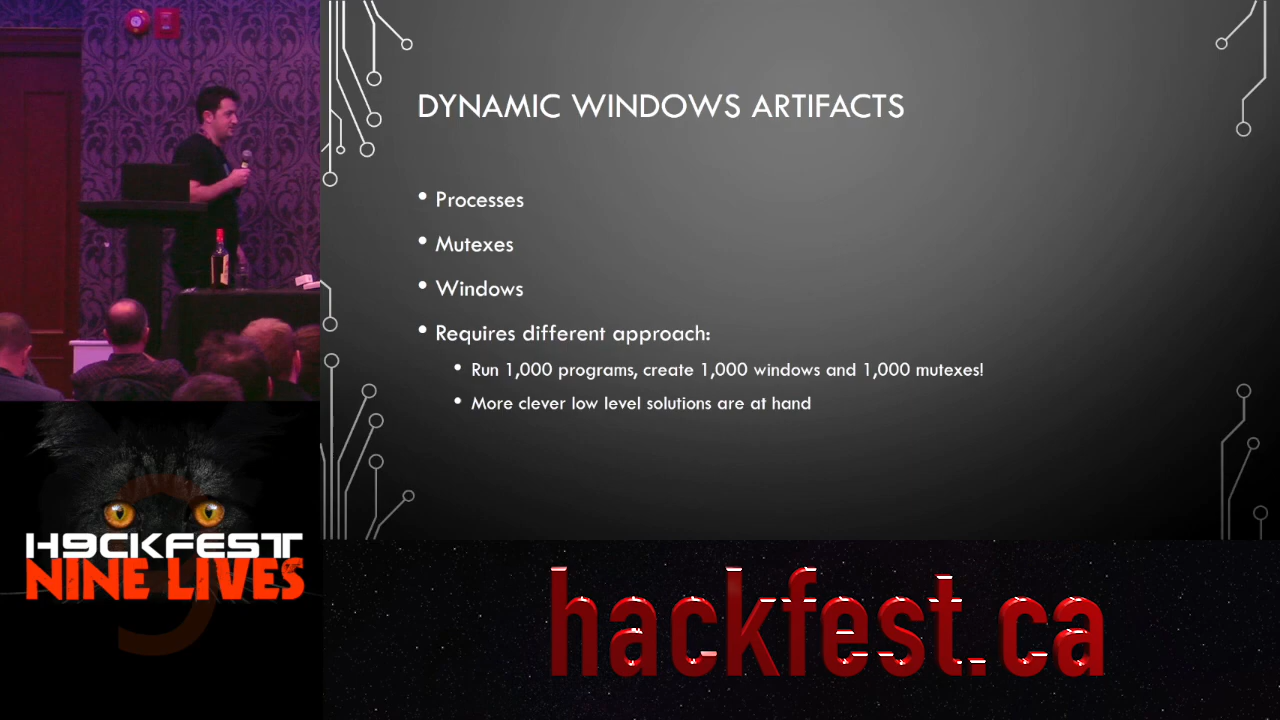 DYNAMIC WINDOWS ARTIFACTS
• Processes
• Mutexes
• Windows
• Requires different approach:
• Run 1,000 programs, create 1,000 windows and 1,000 mutexes!
• More clever low level solutions are at hand
H9CKFEST
NINE LIVES
hackfest.ca